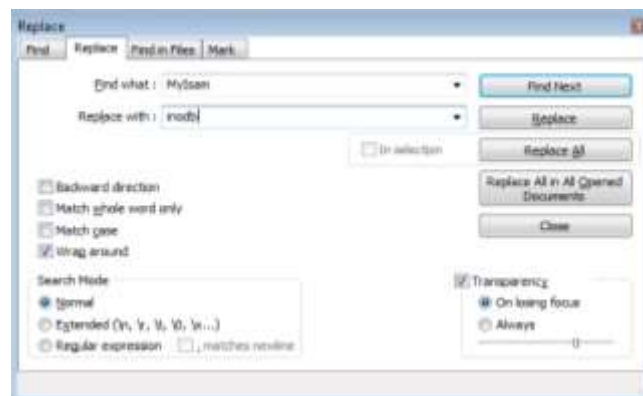 Replace
Find Replace Find in Files Mark
Find what : MyIsam
Find Next
Replace with : inodb
Replace
In selection
Replace All
Backward direction
Replace All in All Opened Documents
Match whole word only
Match case
Close
Wrap around
Search Mode
Transparency
Normal
On losing focus
Extended (\n, \r, \t, \0, \x...)
Always
Regular expression
. matches newline